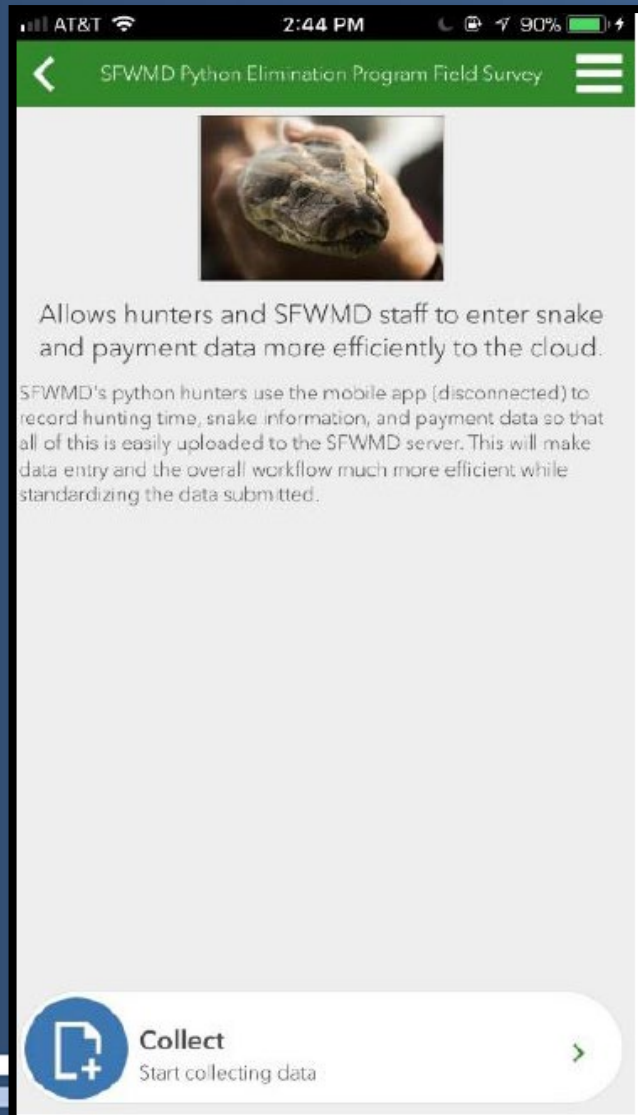 AT&T 2:44 PM 90%
SFWMD Python Elimination Program Field Survey
Allows hunters and SFWMD staff to enter snake
and payment data more efficiently to the cloud.
SFWMD's python hunters use the mobile app (disconnected) to
record hunting time, snake information, and payment data so that
all of this is easily uploaded to the SFWMD server. This will make
data entry and the overall workflow much more efficient while
standardizing the data submitted.
Collect
Start collecting data